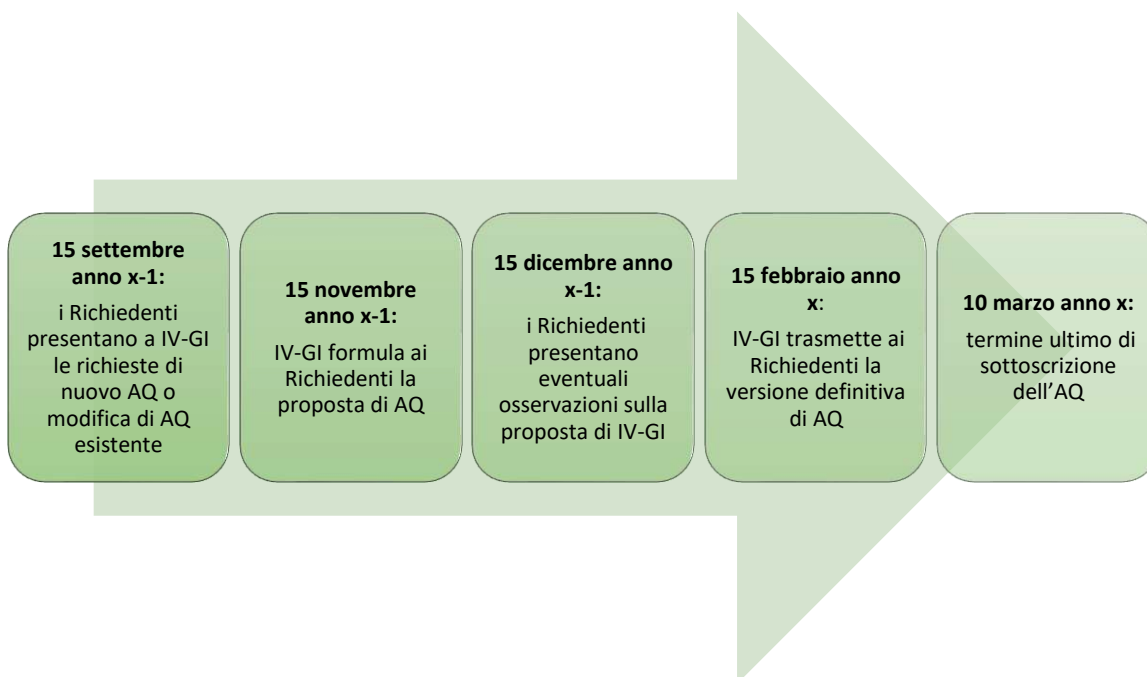 15 settembre
anno x-1:
i Richiedenti
presentano a IV-GI
le richieste di
nuovo AQ o
modifica di AQ
esistente
15 novembre
anno x-1:
IV-GI formula ai
Richiedenti la
proposta di AQ
15 dicembre anno
x-1:
i Richiedenti
presentano
eventuali
osservazioni sulla
proposta di IV-GI
15 febbraio anno
x:
IV-GI trasmette ai
Richiedenti la
versione definitiva
di AQ
10 marzo anno x:
termine ultimo di
sottoscrizione
dell’AQ